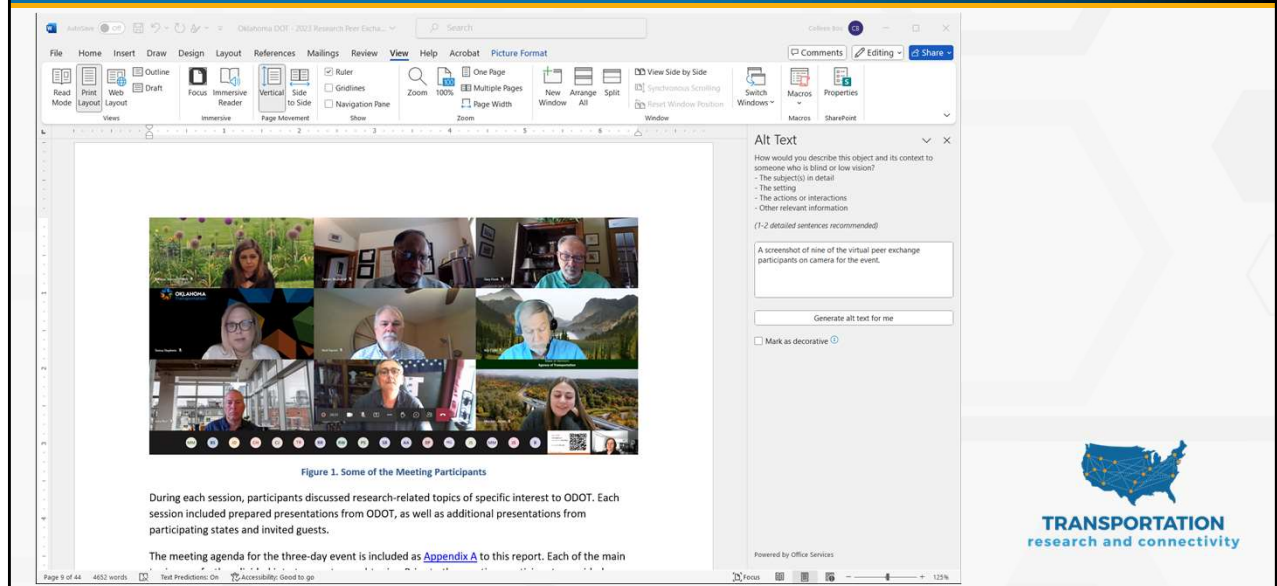 AutoSave Off Oklahoma DOT - 2023 Research Peer Excha... Search
File Home Insert Draw Design Layout References Mailings Review View Help Acrobat Picture Format Comments Editing Share
Read Mode
Print Layout
Web Layout
Outline
Draft
Focus
Immersive Reader
Vertical
Side to Side
Ruler
Gridlines
Navigation Pane
Zoom
100%
One Page
Multiple Pages
Page Width
New Window
Arrange All
Split
View Side by Side
Synchronous Scrolling
Reset Window Position
Switch Windows
Macros
Properties
Views Immersive Page Movement Show Zoom Window Macros SharePoint
OKLAHOMA
Agency of Transportation
Figure 1. Some of the Meeting Participants
During each session, participants discussed research-related topics of specific interest to ODOT. Each
session included prepared presentations from ODOT, as well as additional presentations from
participating states and invited guests.
The meeting agenda for the three-day event is included as Appendix A to this report. Each of the main
Alt Text
How would you describe this object and its context to
someone who is blind or low vision?
- The subject(s) in detail
- The setting
- The actions or interactions
- Other relevant information
(1-2 detailed sentences recommended)
A screenshot of nine of the virtual peer exchange
participants on camera for the event.
Generate alt text for me
Mark as decorative
Powered by Office Services
Page 9 of 44 4652 words Text Predictions: On Accessibility: Good to go Focus 125%
TRANSPORTATION
research and connectivity